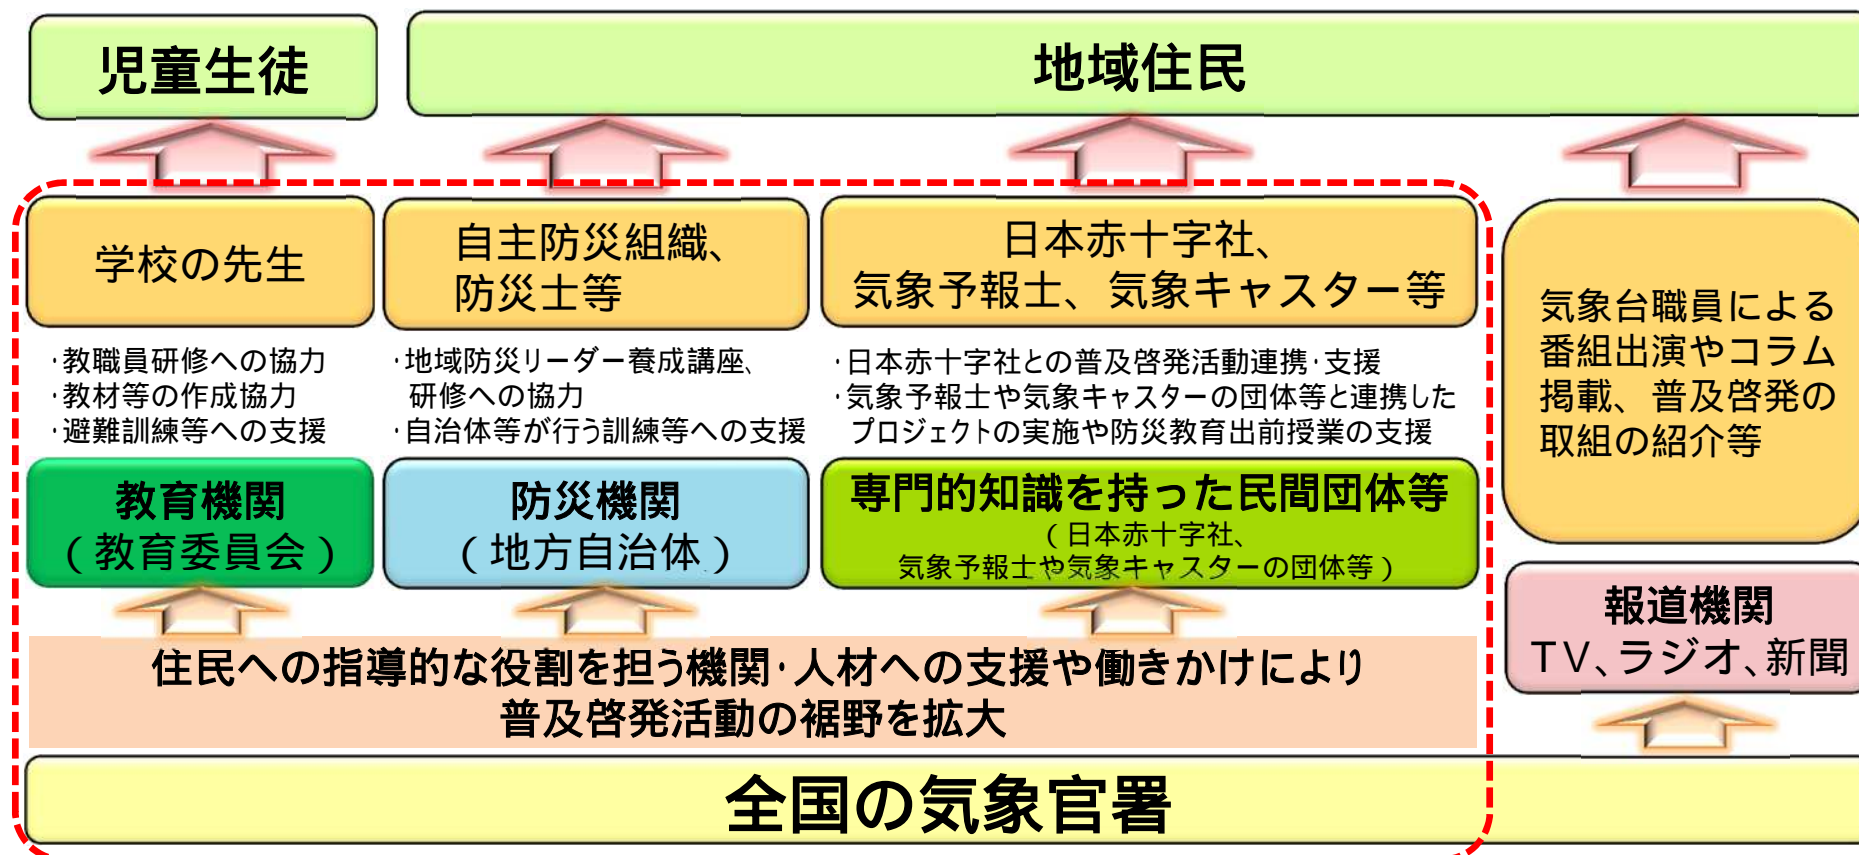 児童生徒
地域住民
学校の先生
自主防災組織、
防災士等
日本赤十字社、
気象予報士、気象キャスター等
気象台職員による
番組出演やコラム
掲載、普及啓発の
取組の紹介等
・教職員研修への協力
・教材等の作成協力
・避難訓練等への支援
・地域防災リーダー養成講座、
研修への協力
・自治体等が行う訓練等への支援
・日本赤十字社との普及啓発活動連携・支援
・気象予報士や気象キャスターの団体等と連携した
プロジェクトの実施や防災教育出前授業の支援
教育機関
（教育委員会）
防災機関
（地方自治体）
専門的知識を持った民間団体等
（日本赤十字社、
気象予報士や気象キャスターの団体等）
報道機関
ＴＶ、ラジオ、新聞
住民への指導的な役割を担う機関・人材への支援や働きかけにより
普及啓発活動の裾野を拡大
全国の気象官署